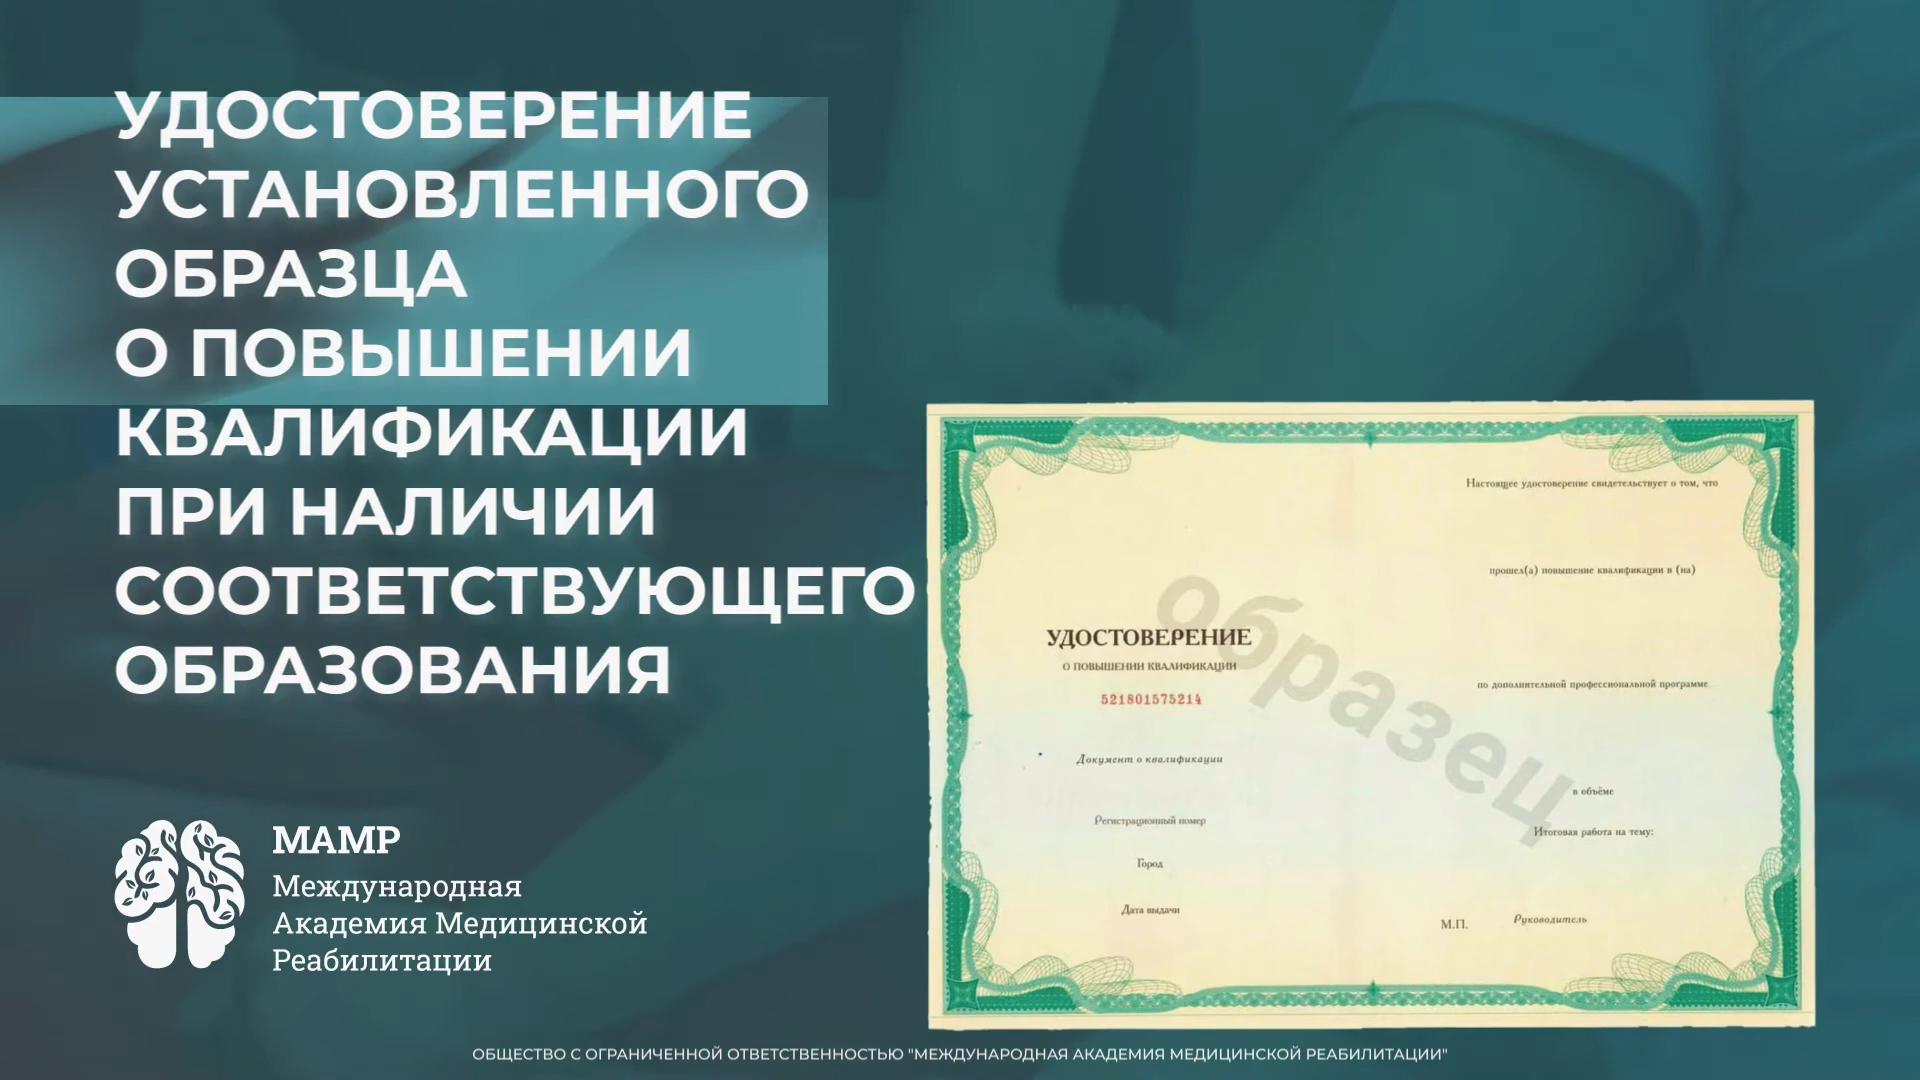 УДОСТОВЕРЕНИЕ
УСТАНОВЛЕННОГО
ОБРАЗЦА
О ПОВЫШЕНИИ
КВАЛИФИКАЦИИ
ПРИ НАЛИЧИИ
СООТВЕТСТВУЮЩЕГО
ОБРАЗОВАНИЯ
МАМР
Международная
Академия Медицинской
Реабилитации
УДОСТОВЕРЕНИЕ
О ПОВЫШЕНИИ КВАЛИФИКАЦИИ
521801575214
Документ о квалификации
Регистрационный номер
Город
Дата выдачи
образец
Настоящее удостоверение свидетельствует о том, что
прошел(а) повышение квалификации в (на)
по дополнительной профессиональной программе
в объёме
Итоговая работа на тему:
М.П. Руководитель
ОБЩЕСТВО С ОГРАНИЧЕННОЙ ОТВЕТСТВЕННОСТЬЮ "МЕЖДУНАРОДНАЯ АКАДЕМИЯ МЕДИЦИНСКОЙ РЕАБИЛИТАЦИИ"